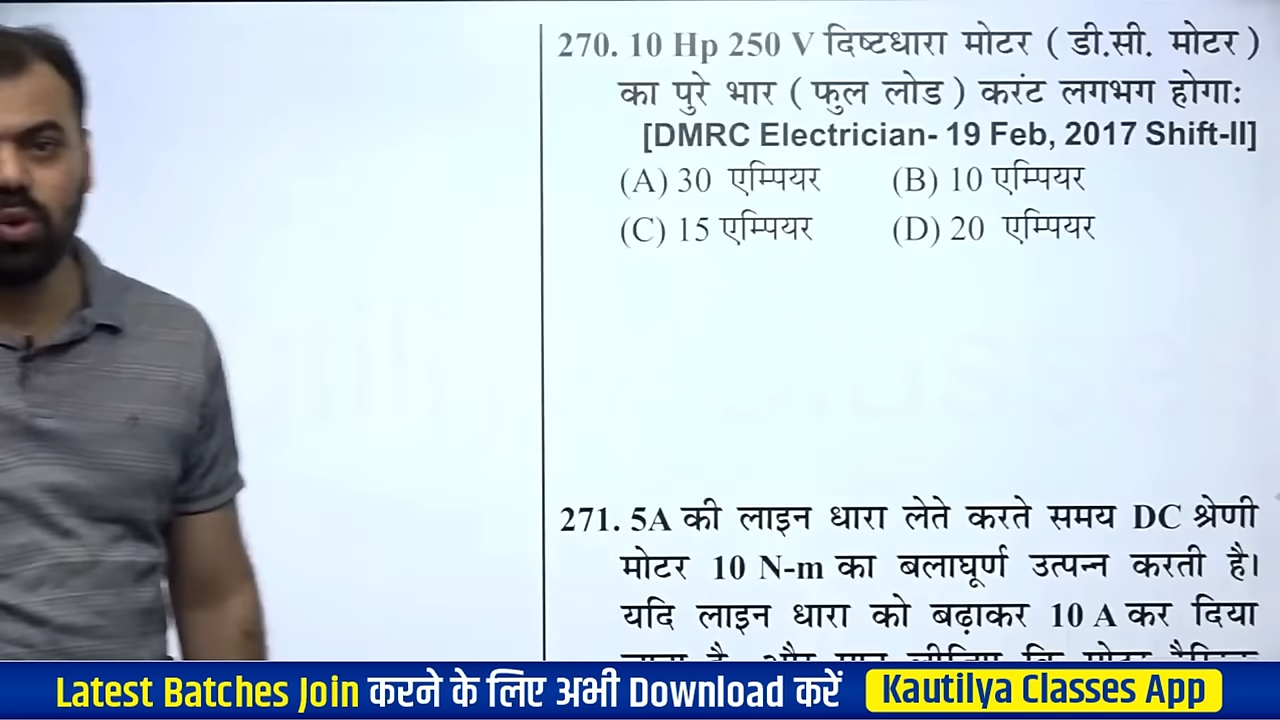 270. 10 Hp 250 V दिष्टधारा मोटर ( डी.सी. मोटर )
का पुरे भार ( फुल लोड ) करंट लगभग होगाः
[DMRC Electrician- 19 Feb, 2017 Shift-II]
(A) 30 एम्पियर (B) 10 एम्पियर
(C) 15 एम्पियर (D) 20 एम्पियर
271. 5A की लाइन धारा लेते करते समय DC श्रेणी
मोटर 10 N-m का बलाघूर्ण उत्पन्न करती है।
यदि लाइन धारा को बढ़ाकर 10 A कर दिया
Latest Batches Join करने के लिए अभी Download करें Kautilya Classes App